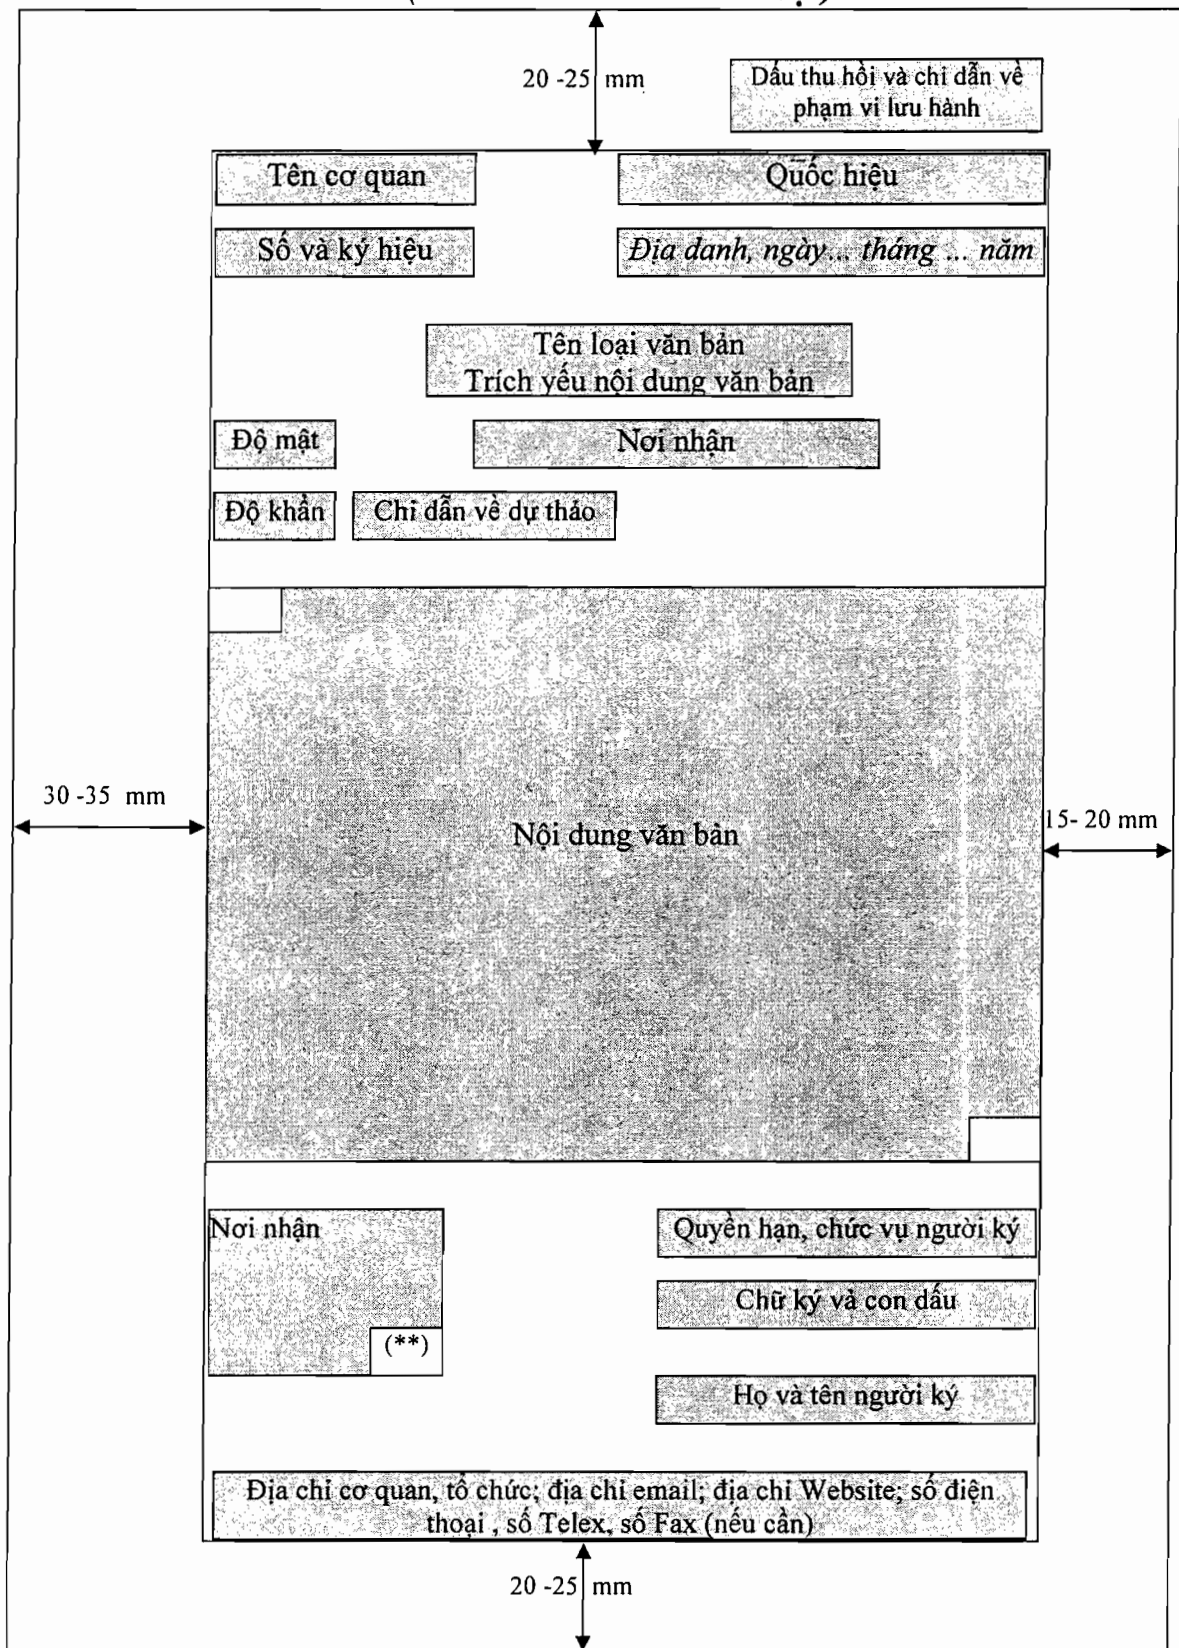 20 -25 mm
Dấu thu hồi và chỉ dẫn về
phạm vi lưu hành
Tên cơ quan
Quốc hiệu
Số và ký hiệu
Địa danh, ngày... tháng ... năm
Tên loại văn bản
Trích yếu nội dung văn bản
Độ mật
Nơi nhận
Độ khẩn
Chỉ dẫn về dự thảo
30 -35 mm
Nội dung văn bản
15- 20 mm
Nơi nhận
Quyền hạn, chức vụ người ký
Chữ ký và con dấu
(**)
Họ và tên người ký
Địa chỉ cơ quan, tổ chức; địa chỉ email; địa chỉ Website; số điện
thoại , số Telex, số Fax (nếu cần)
20 -25 mm